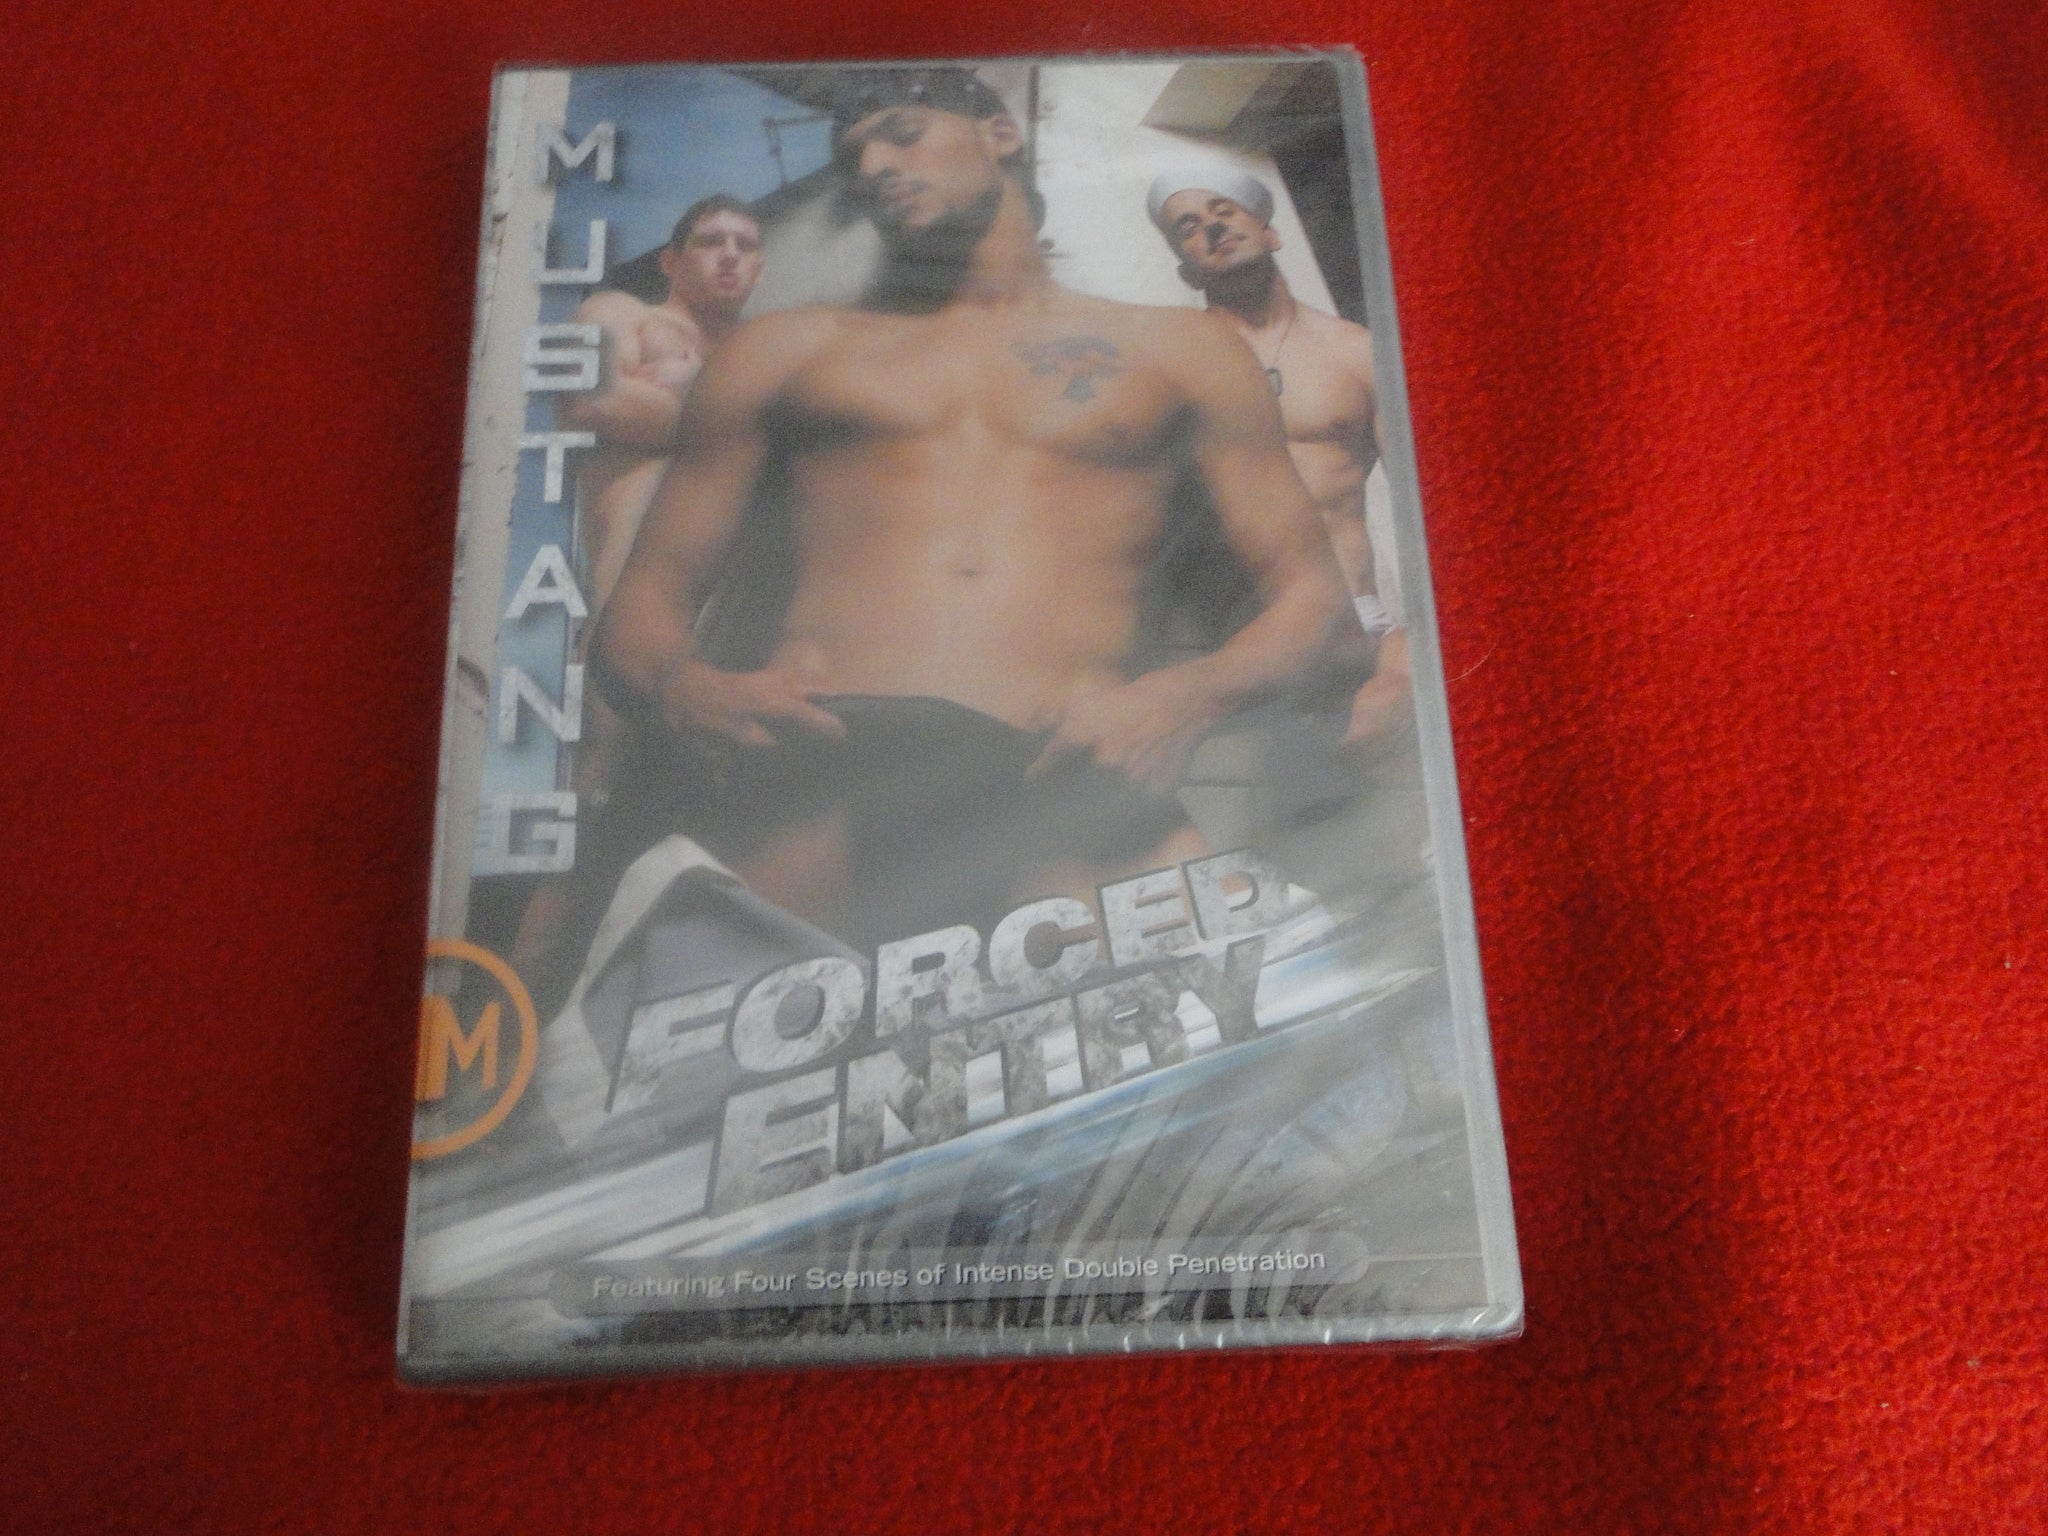 MUSTANG®
FORCED
ENTRY
M
Featuring Four Scenes of Intense Double Penetration